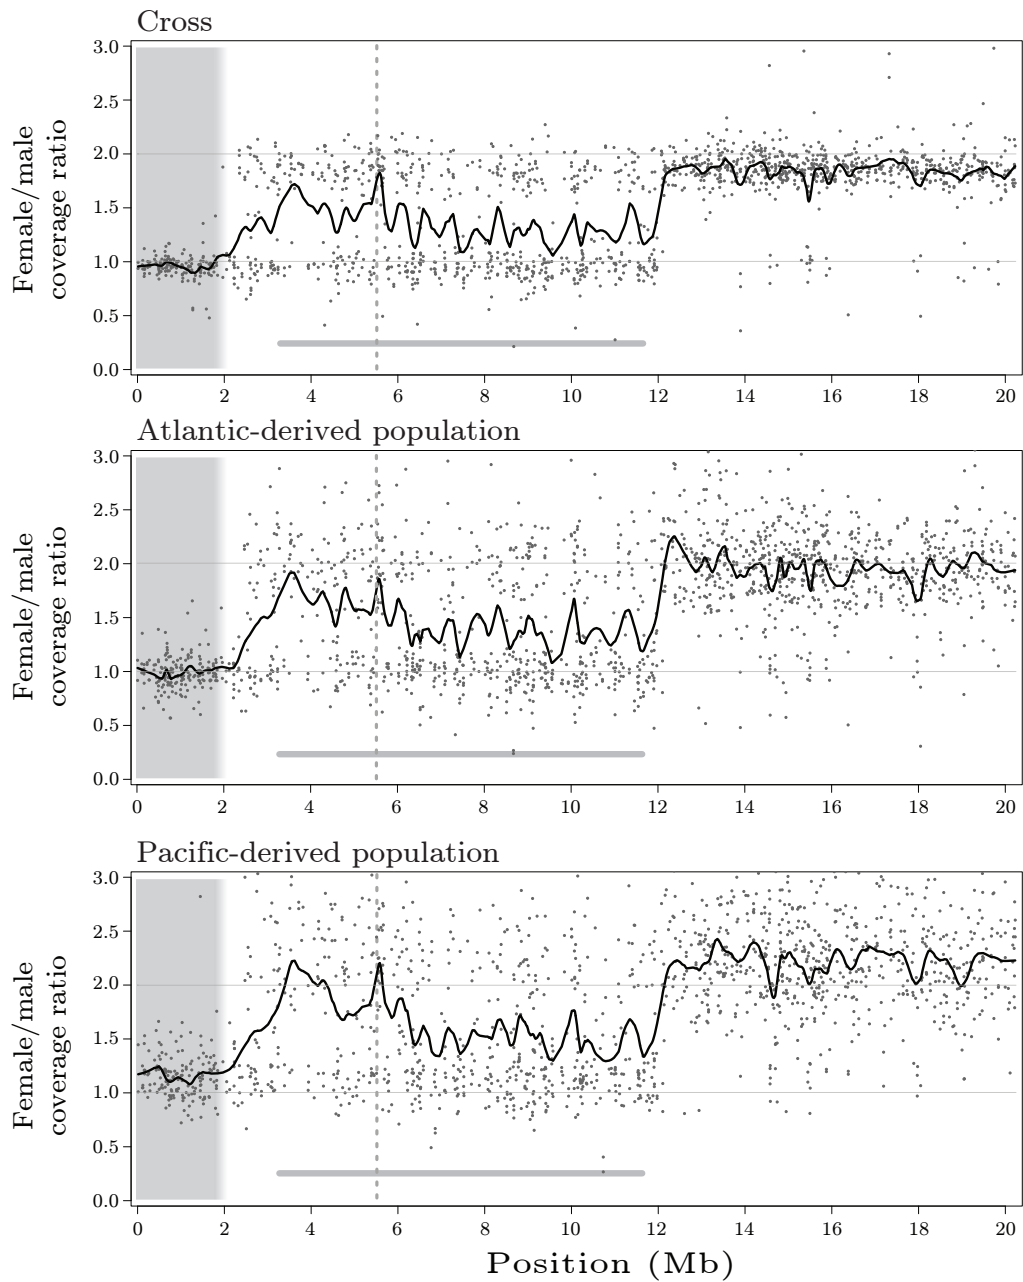 Cross
Female/male
coverage ratio
3.0
2.5
2.0
1.5
1.0
0.5
0.0
0 2 4 6 8 10 12 14 16 18 20
Atlantic-derived population
Female/male
coverage ratio
3.0
2.5
2.0
1.5
1.0
0.5
0.0
0 2 4 6 8 10 12 14 16 18 20
Pacific-derived population
Female/male
coverage ratio
3.0
2.5
2.0
1.5
1.0
0.5
0.0
0 2 4 6 8 10 12 14 16 18 20
Position (Mb)